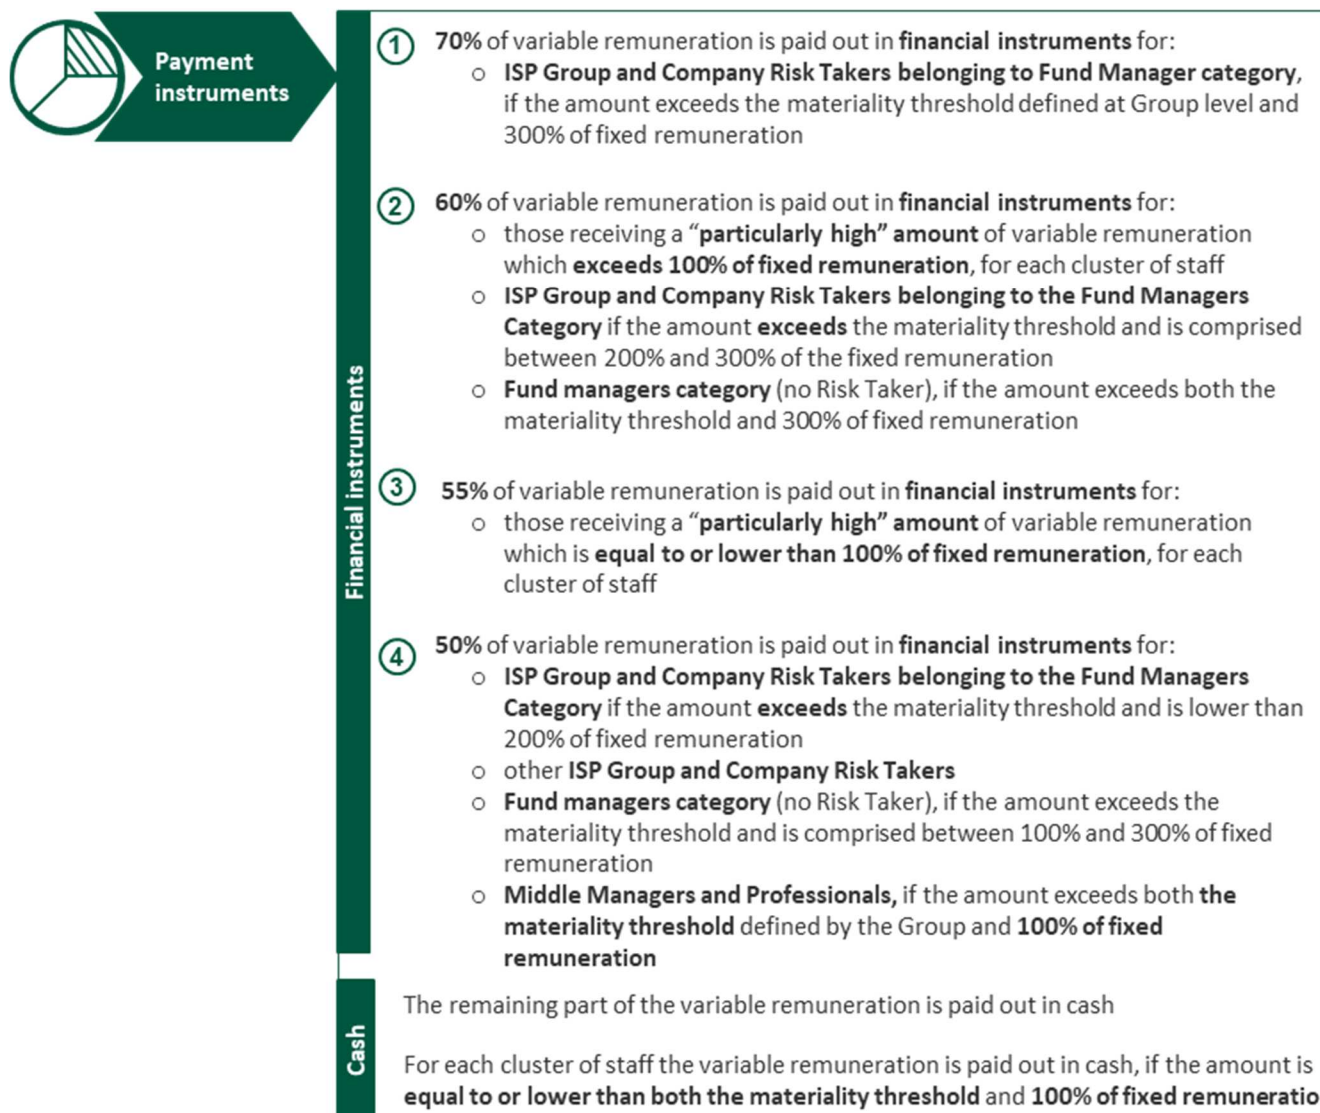 Payment
instruments
Financial instruments
1
70% of variable remuneration is paid out in financial instruments for:
○ ISP Group and Company Risk Takers belonging to Fund Manager category,
if the amount exceeds the materiality threshold defined at Group level and
300% of fixed remuneration
2
60% of variable remuneration is paid out in financial instruments for:
○ those receiving a “particularly high” amount of variable remuneration
which exceeds 100% of fixed remuneration, for each cluster of staff
○ ISP Group and Company Risk Takers belonging to the Fund Managers
Category if the amount exceeds the materiality threshold and is comprised
between 200% and 300% of the fixed remuneration
○ Fund managers category (no Risk Taker), if the amount exceeds both the
materiality threshold and 300% of fixed remuneration
3
55% of variable remuneration is paid out in financial instruments for:
○ those receiving a “particularly high” amount of variable remuneration
which is equal to or lower than 100% of fixed remuneration, for each
cluster of staff
4
50% of variable remuneration is paid out in financial instruments for:
○ ISP Group and Company Risk Takers belonging to the Fund Managers
Category if the amount exceeds the materiality threshold and is lower than
200% of fixed remuneration
○ other ISP Group and Company Risk Takers
○ Fund managers category (no Risk Taker), if the amount exceeds the
materiality threshold and is comprised between 100% and 300% of fixed
remuneration
○ Middle Managers and Professionals, if the amount exceeds both the
materiality threshold defined by the Group and 100% of fixed
remuneration
Cash
The remaining part of the variable remuneration is paid out in cash
For each cluster of staff the variable remuneration is paid out in cash, if the amount is
equal to or lower than both the materiality threshold and 100% of fixed remuneratio